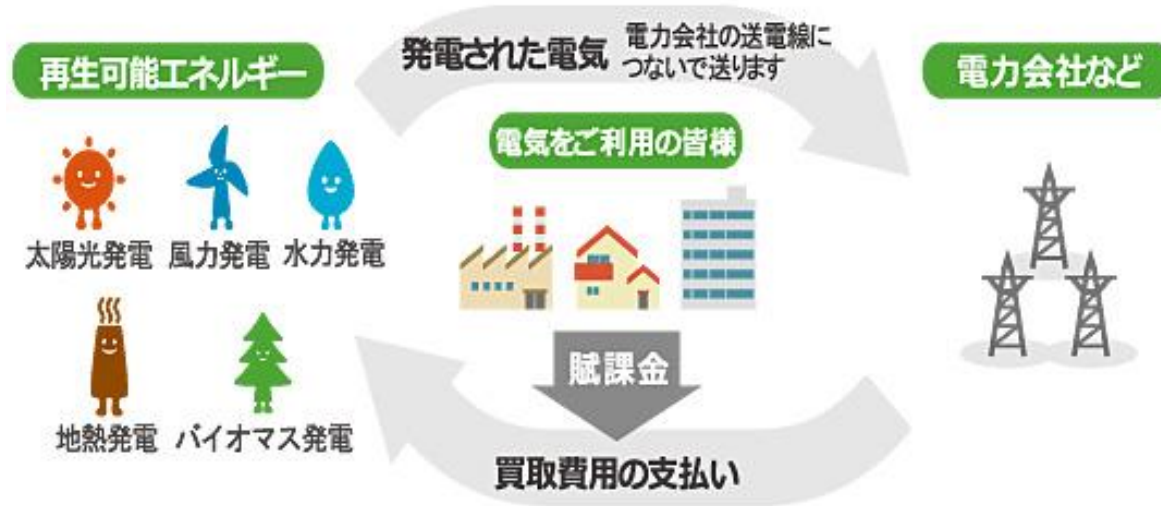 再生可能エネルギー
発電された電気
電力会社の送電線に
つないで送ります
電力会社など
電気をご利用の皆様
太陽光発電
風力発電
水力発電
地熱発電
バイオマス発電
賦課金
買取費用の支払い